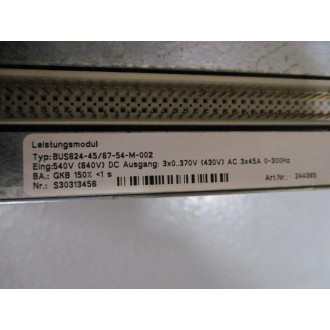 Leistungsmodul
Typ: BUS624-45/67-54-M-002
Eing: 540V (640V) DC Ausgang: 3x0..370V (430V) AC 3x45A 0-300Hz
BA.: GKB 150% <1 s
Nr.: S30313456 Art.Nr.: 244385